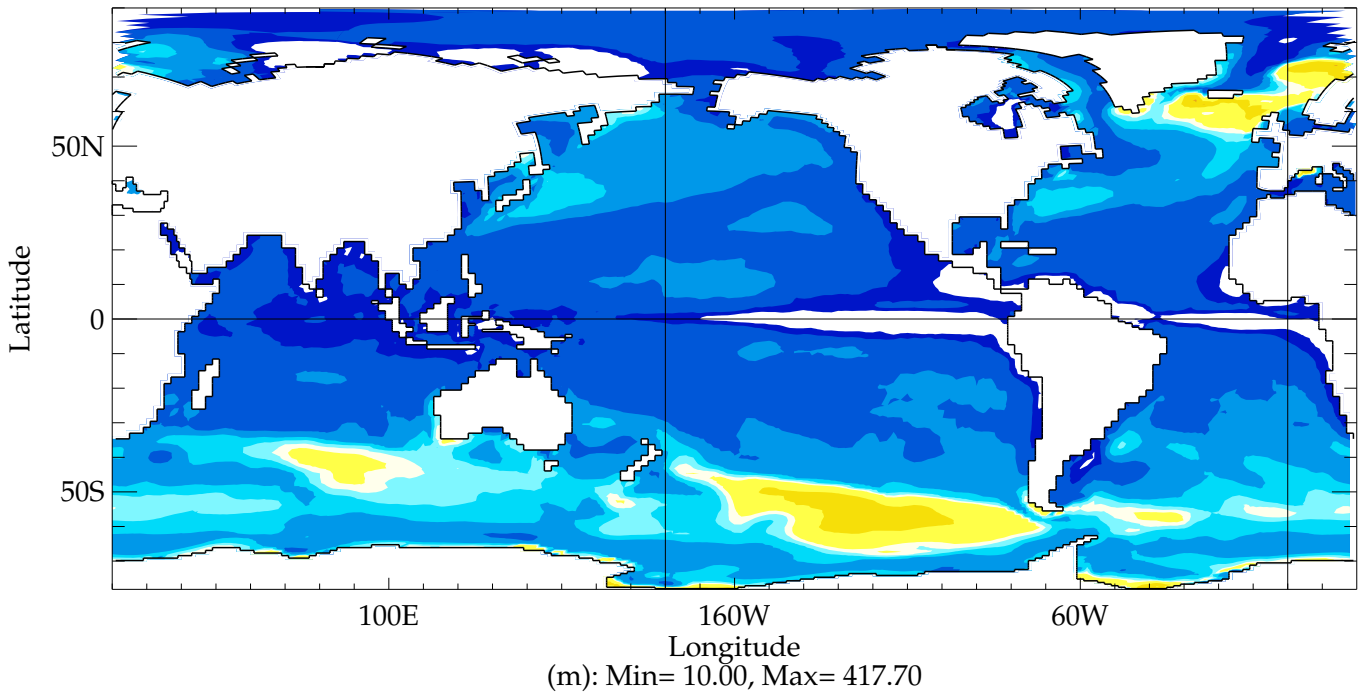 50N
0
50S
Latitude
100E
160W
60W
Longitude
(m): Min= 10.00, Max= 417.70